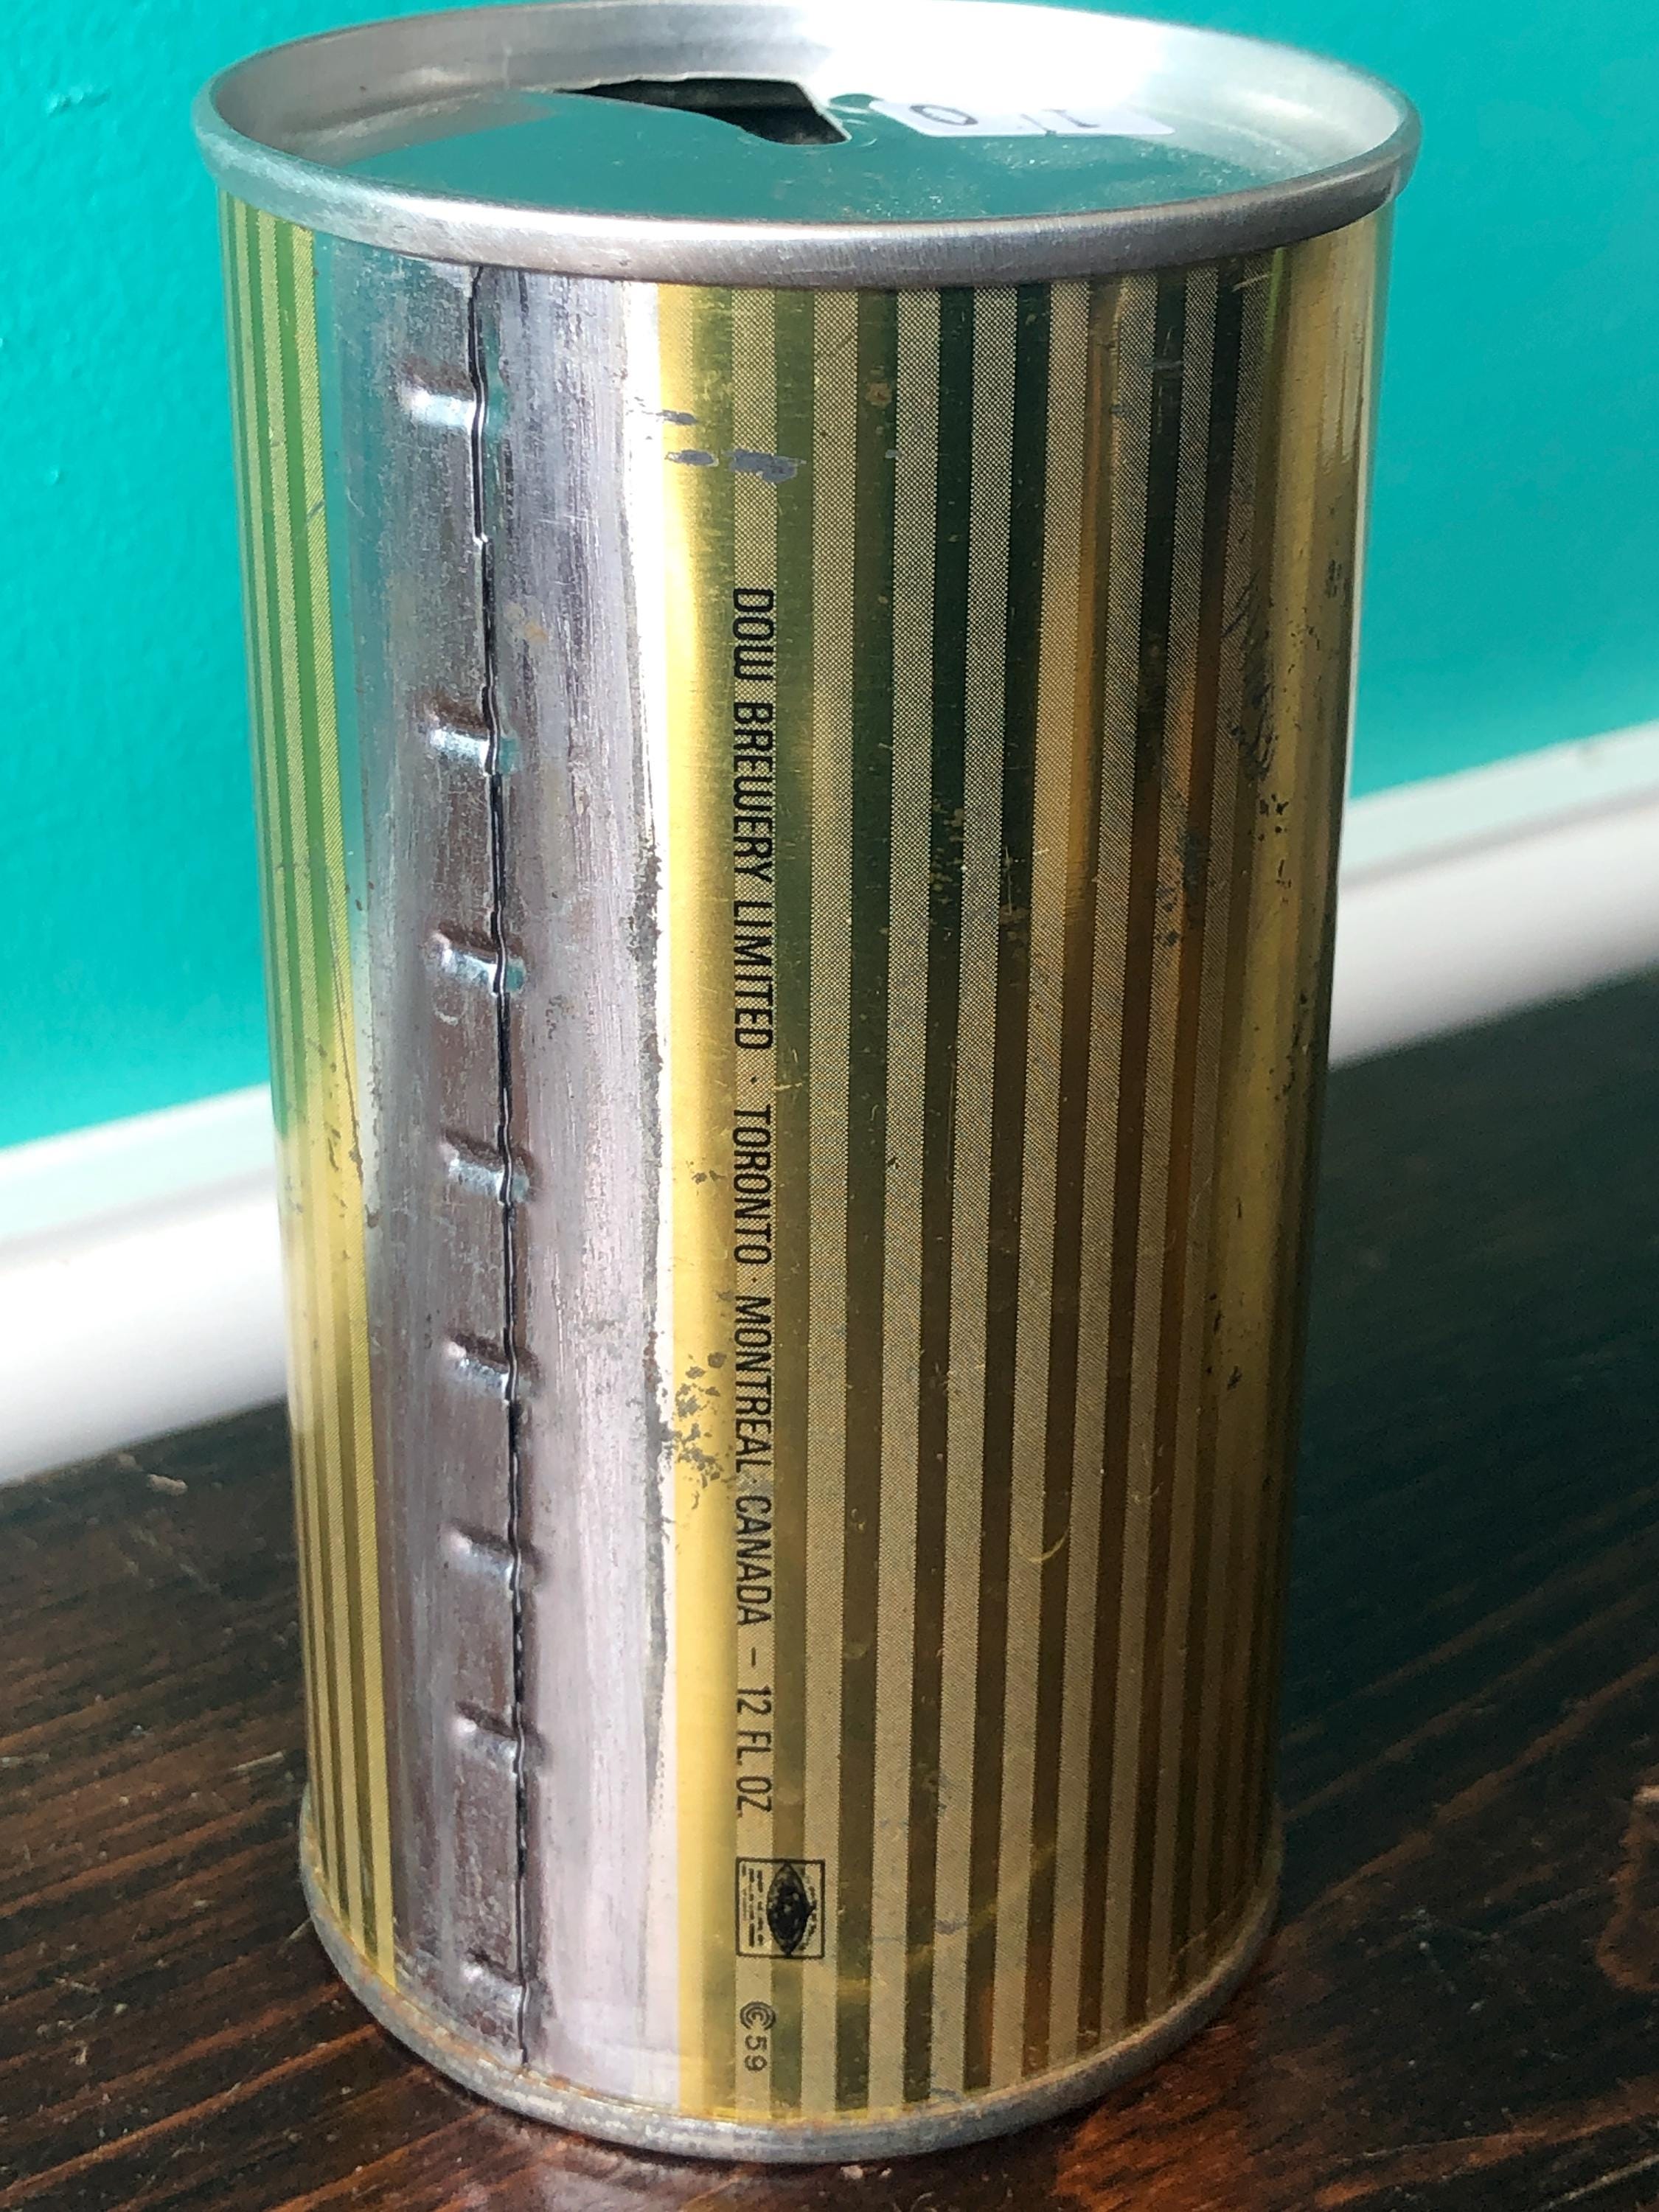 DOW BREWERY LIMITED · TORONTO · MONTREAL CANADA – 12 FL. OZ.
© 59